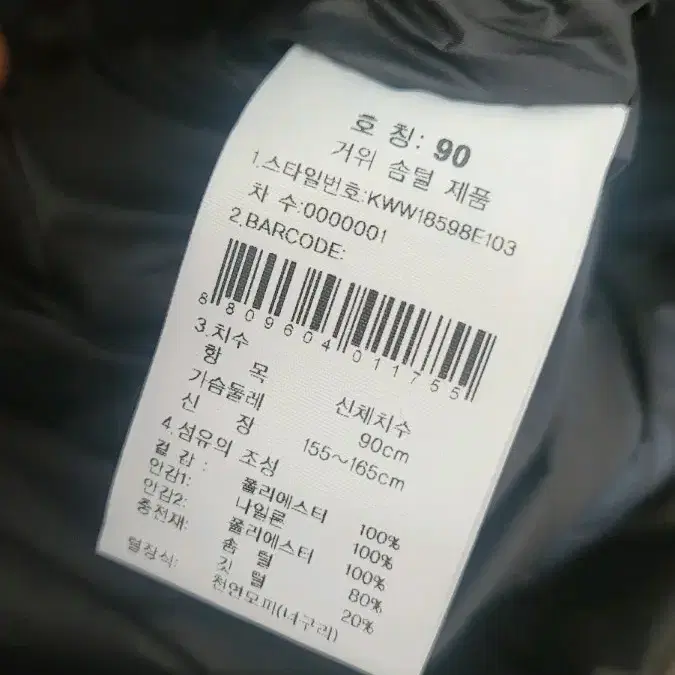 호 칭: 90
거위 솜털 제품
1.스타일번호:KWW18598E103
차 수:0000001
2.BARCODE:
8809604011755
3.치수
항 목 신체치수
가슴둘레 90cm
신 장 155~165cm
4.섬유의 조성
겉 감 : 폴리에스터 100%
안감1: 나일론 100%
안감2: 폴리에스터 100%
충전재: 솜 털 80%
깃 털 20%
털장식: 천연모피(너구리)